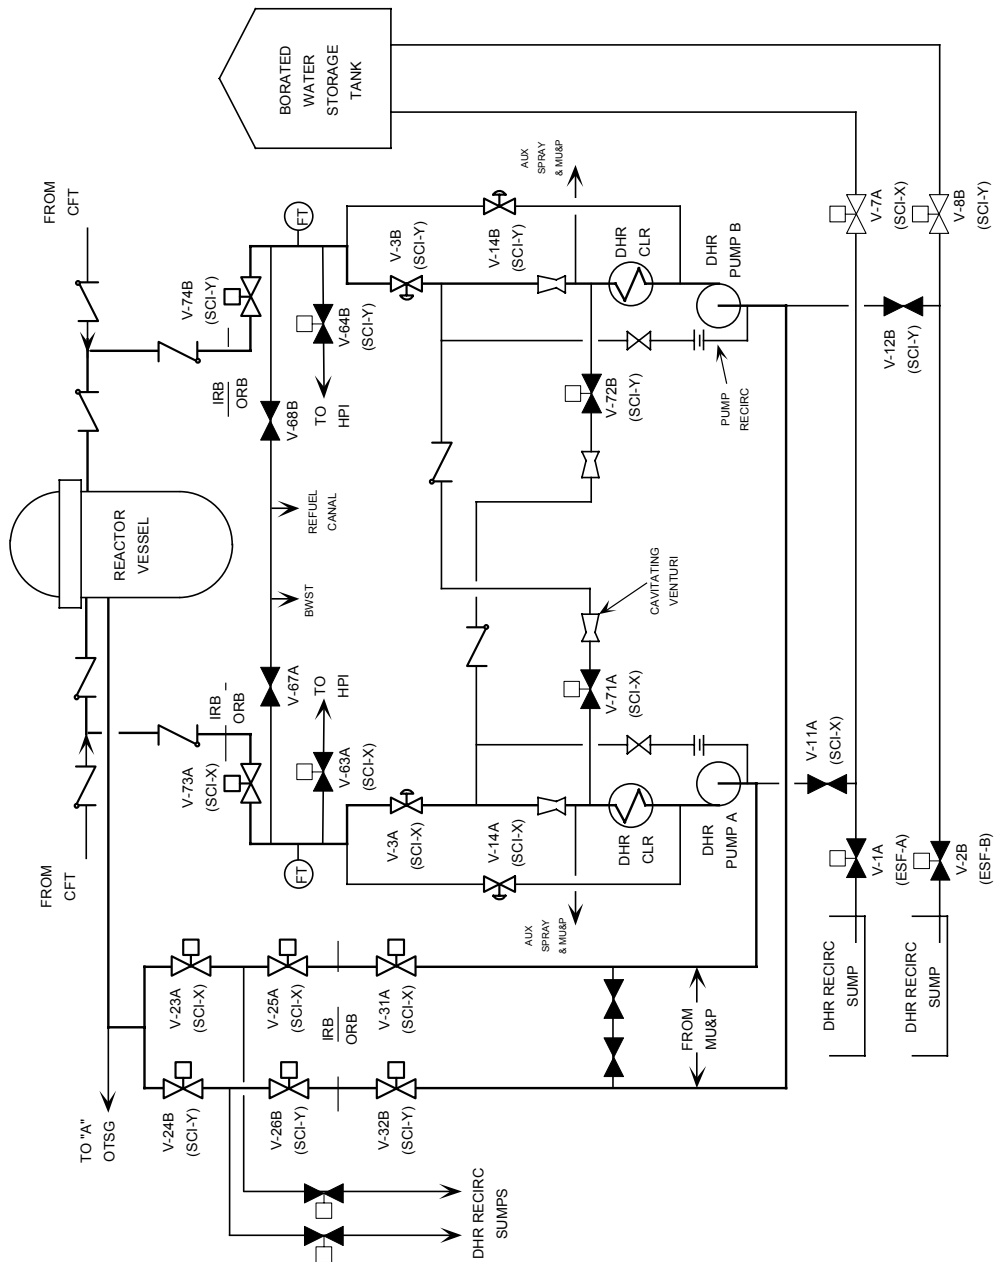 BORATED
WATER
STORAGE
TANK
FROM
CFT
V-74B
(SCI-Y)
IRB
ORB
FT
V-64B
(SCI-Y)
TO
HPI
V-68B
V-3B
(SCI-Y)
V-14B
(SCI-Y)
AUX
SPRAY
& MU&P
DHR
CLR
DHR
PUMP B
V-7A
(SCI-X)
V-8B
(SCI-Y)
V-12B
(SCI-Y)
V-72B
(SCI-Y)
PUMP
RECIRC
REACTOR
VESSEL
REFUEL
CANAL
BWST
CAVITATING
VENTURI
V-67A
IRB
ORB
TO
HPI
V-73A
(SCI-X)
V-63A
(SCI-X)
FT
FROM
CFT
V-71A
(SCI-X)
V-11A
(SCI-X)
V-3A
(SCI-X)
V-14A
(SCI-X)
DHR
CLR
DHR
PUMP A
AUX
SPRAY
& MU&P
V-1A
(ESF-A)
V-2B
(ESF-B)
DHR RECIRC
SUMP
DHR RECIRC
SUMP
V-23A
(SCI-X)
V-25A
(SCI-X)
IRB
ORB
V-31A
(SCI-X)
FROM
MU&P
TO "A"
OTSG
V-24B
(SCI-Y)
V-26B
(SCI-Y)
V-32B
(SCI-Y)
DHR RECIRC
SUMPS